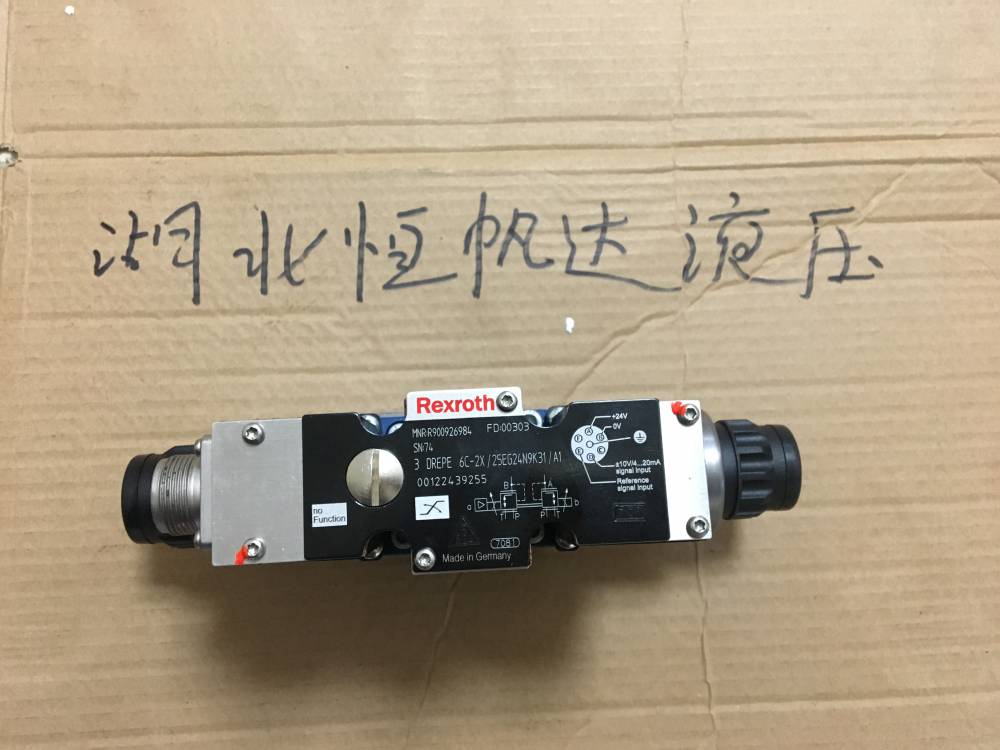 湖北恒帆达液压
Rexroth
MNR:R900926984 FD:00303
SN:74
3 DREPE 6C-2X/25EG24N9K31/A1
00122439255
no
Function
+24V
0V
±10V/4...20mA
signal input
Reference
signal input
A
B
C
D
E
F
B A
a b
T P P T
7081
Made in Germany